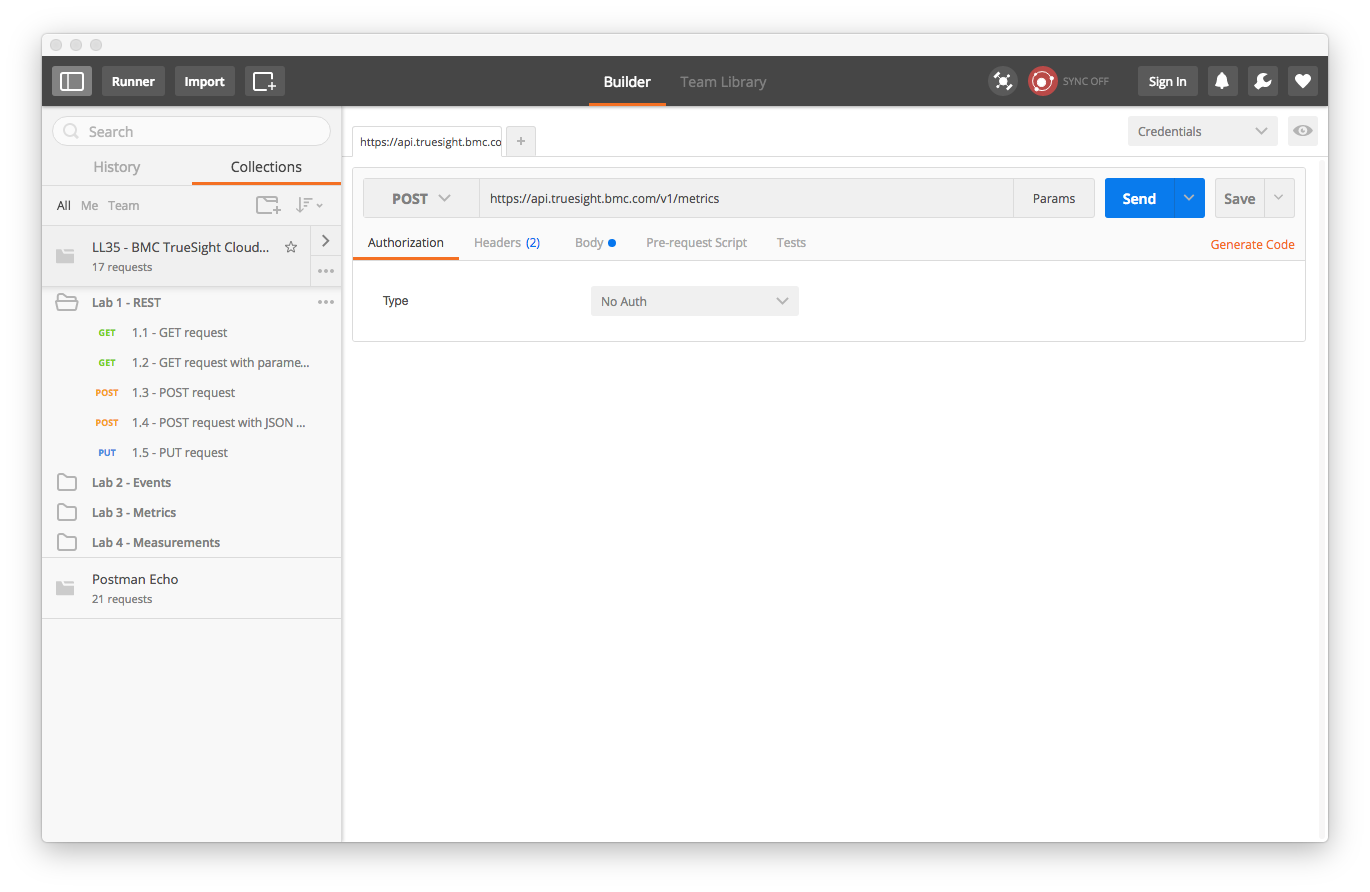 Runner
Import
Builder
Team Library
SYNC OFF
Sign In
Search
History
Collections
All Me Team
LL35 - BMC TrueSight Cloud...
17 requests
Lab 1 - REST
GET 1.1 - GET request
GET 1.2 - GET request with parame...
POST 1.3 - POST request
POST 1.4 - POST request with JSON ...
PUT 1.5 - PUT request
Lab 2 - Events
Lab 3 - Metrics
Lab 4 - Measurements
Postman Echo
21 requests
https://api.truesight.bmc.co
+
Credentials
POST
https://api.truesight.bmc.com/v1/metrics
Params
Send
Save
Authorization
Headers (2)
Body
Pre-request Script
Tests
Generate Code
Type
No Auth